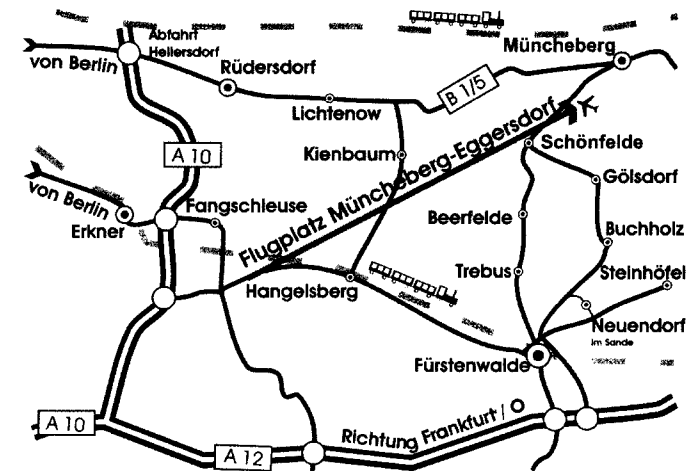 Abfahrt
Hellersdorf
von Berlin
Müncheberg
Rüdersdorf
B 1/5
Lichtenow
A 10
Kienbaum
Flugplatz Müncheberg-Eggersdorf
Schönfelde
Gölsdorf
von Berlin
Erkner
Fangschleuse
Beerfelde
Buchholz
Trebus
Steinhöfel
Hangelsberg
Neuendorf
im Sande
Fürstenwalde
A 10
A 12
Richtung Frankfurt / O